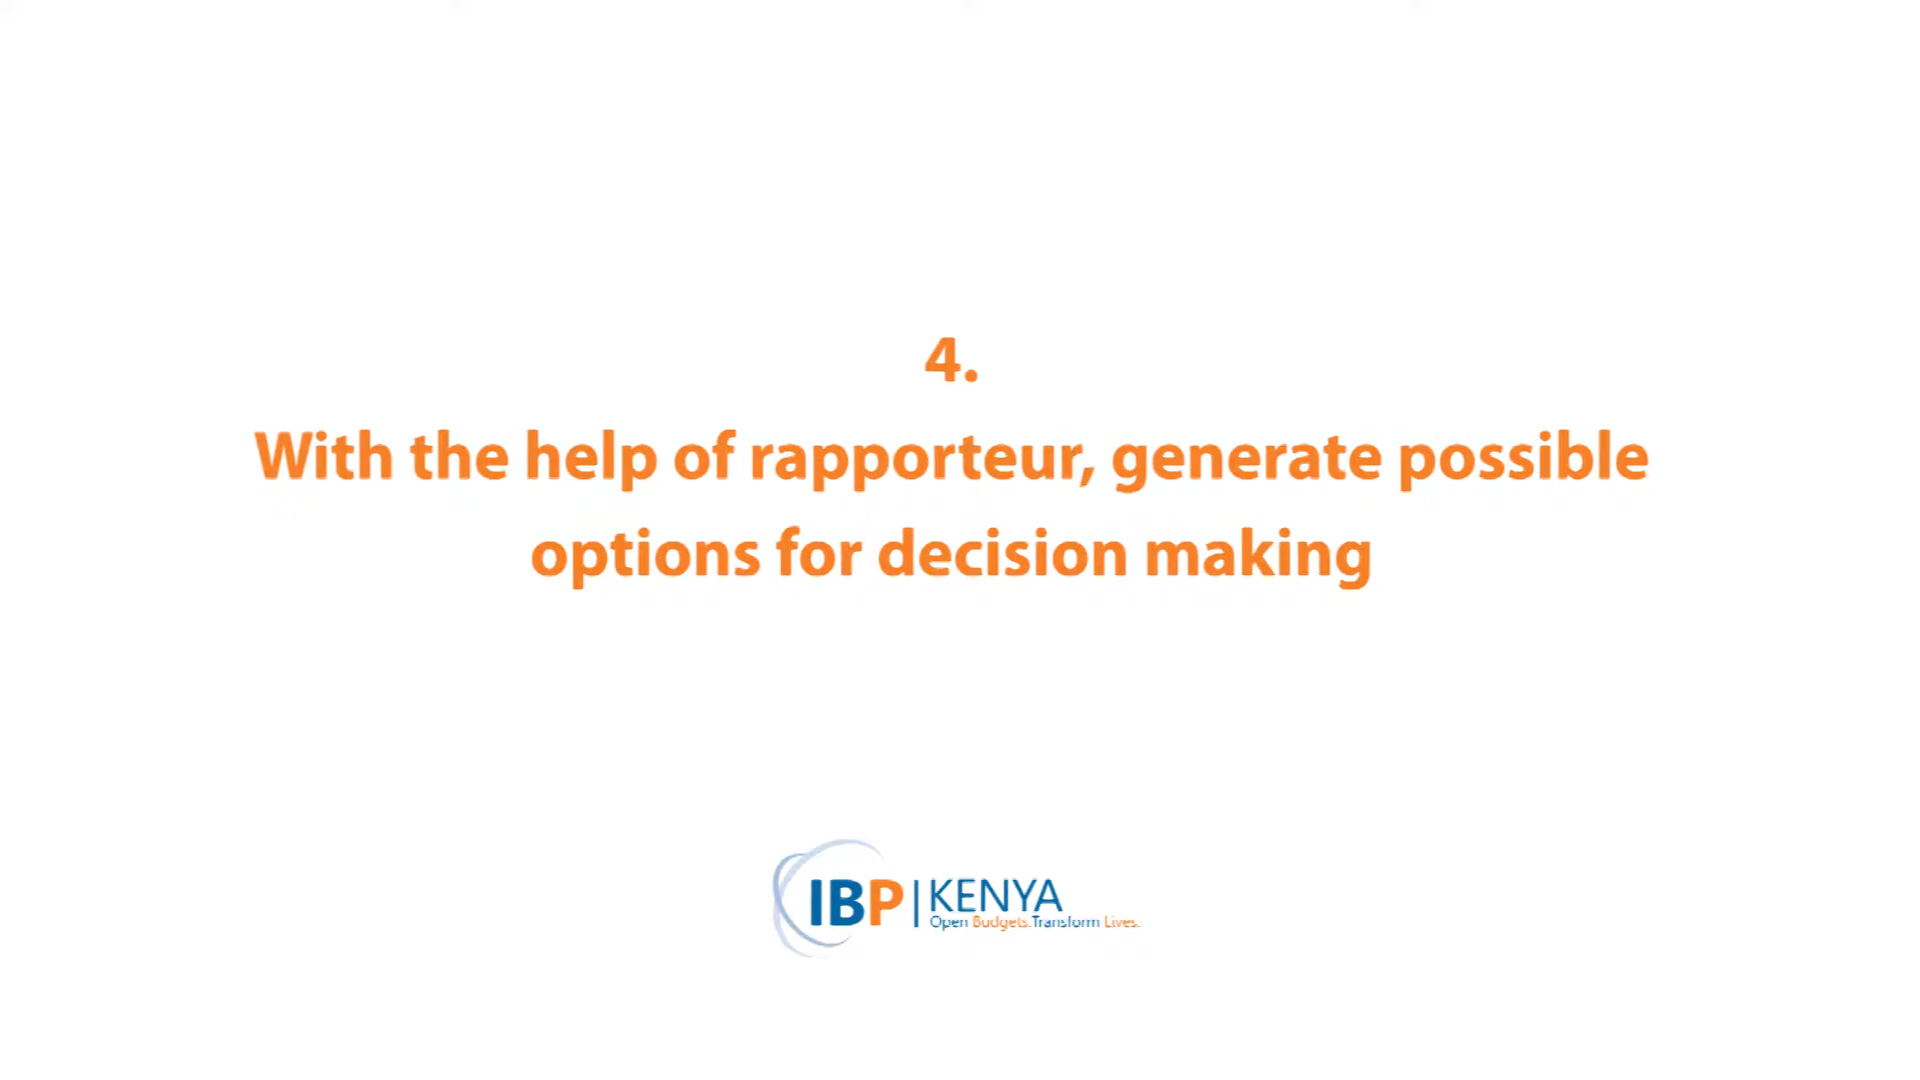 4.
With the help of rapporteur, generate possible
options for decision making
IBP | KENYA
Open Budgets.Transform Lives.